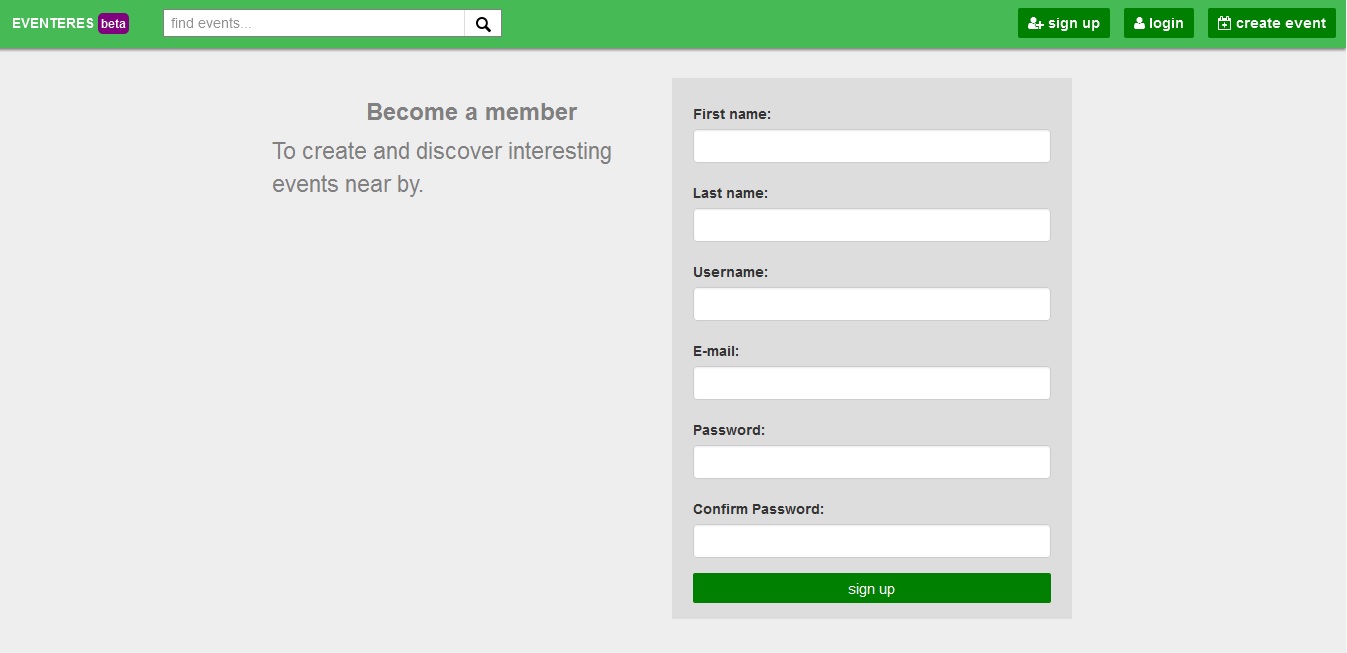 EVENTERES beta
find events...
sign up
login
create event
Become a member
To create and discover interesting
events near by.
First name:
Last name:
Username:
E-mail:
Password:
Confirm Password:
sign up